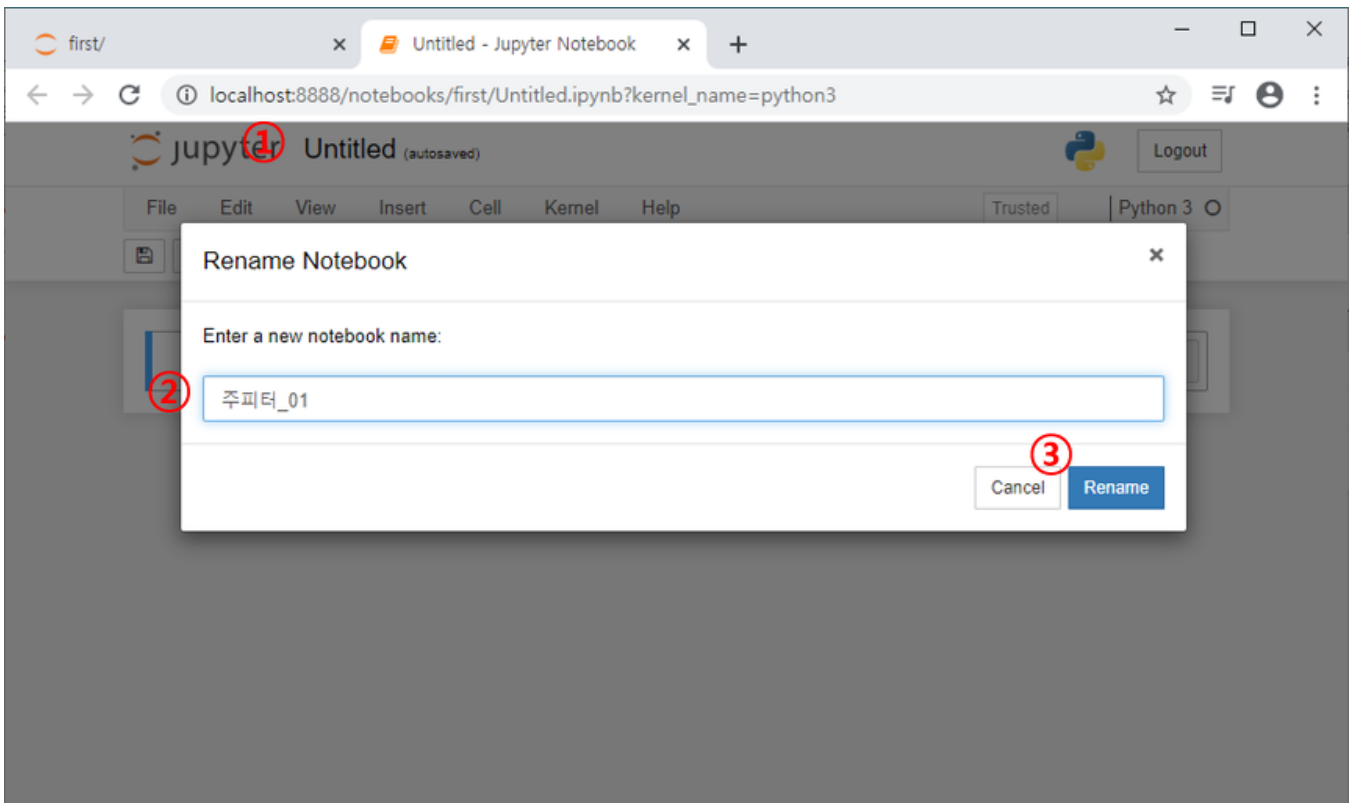 first/
Untitled - Jupyter Notebook
localhost:8888/notebooks/first/Untitled.ipynb?kernel_name=python3
①
jupyter Untitled (autosaved)
Logout
File Edit View Insert Cell Kernel Help Trusted Python 3
Rename Notebook
Enter a new notebook name:
② 주피터_01
③
Cancel Rename